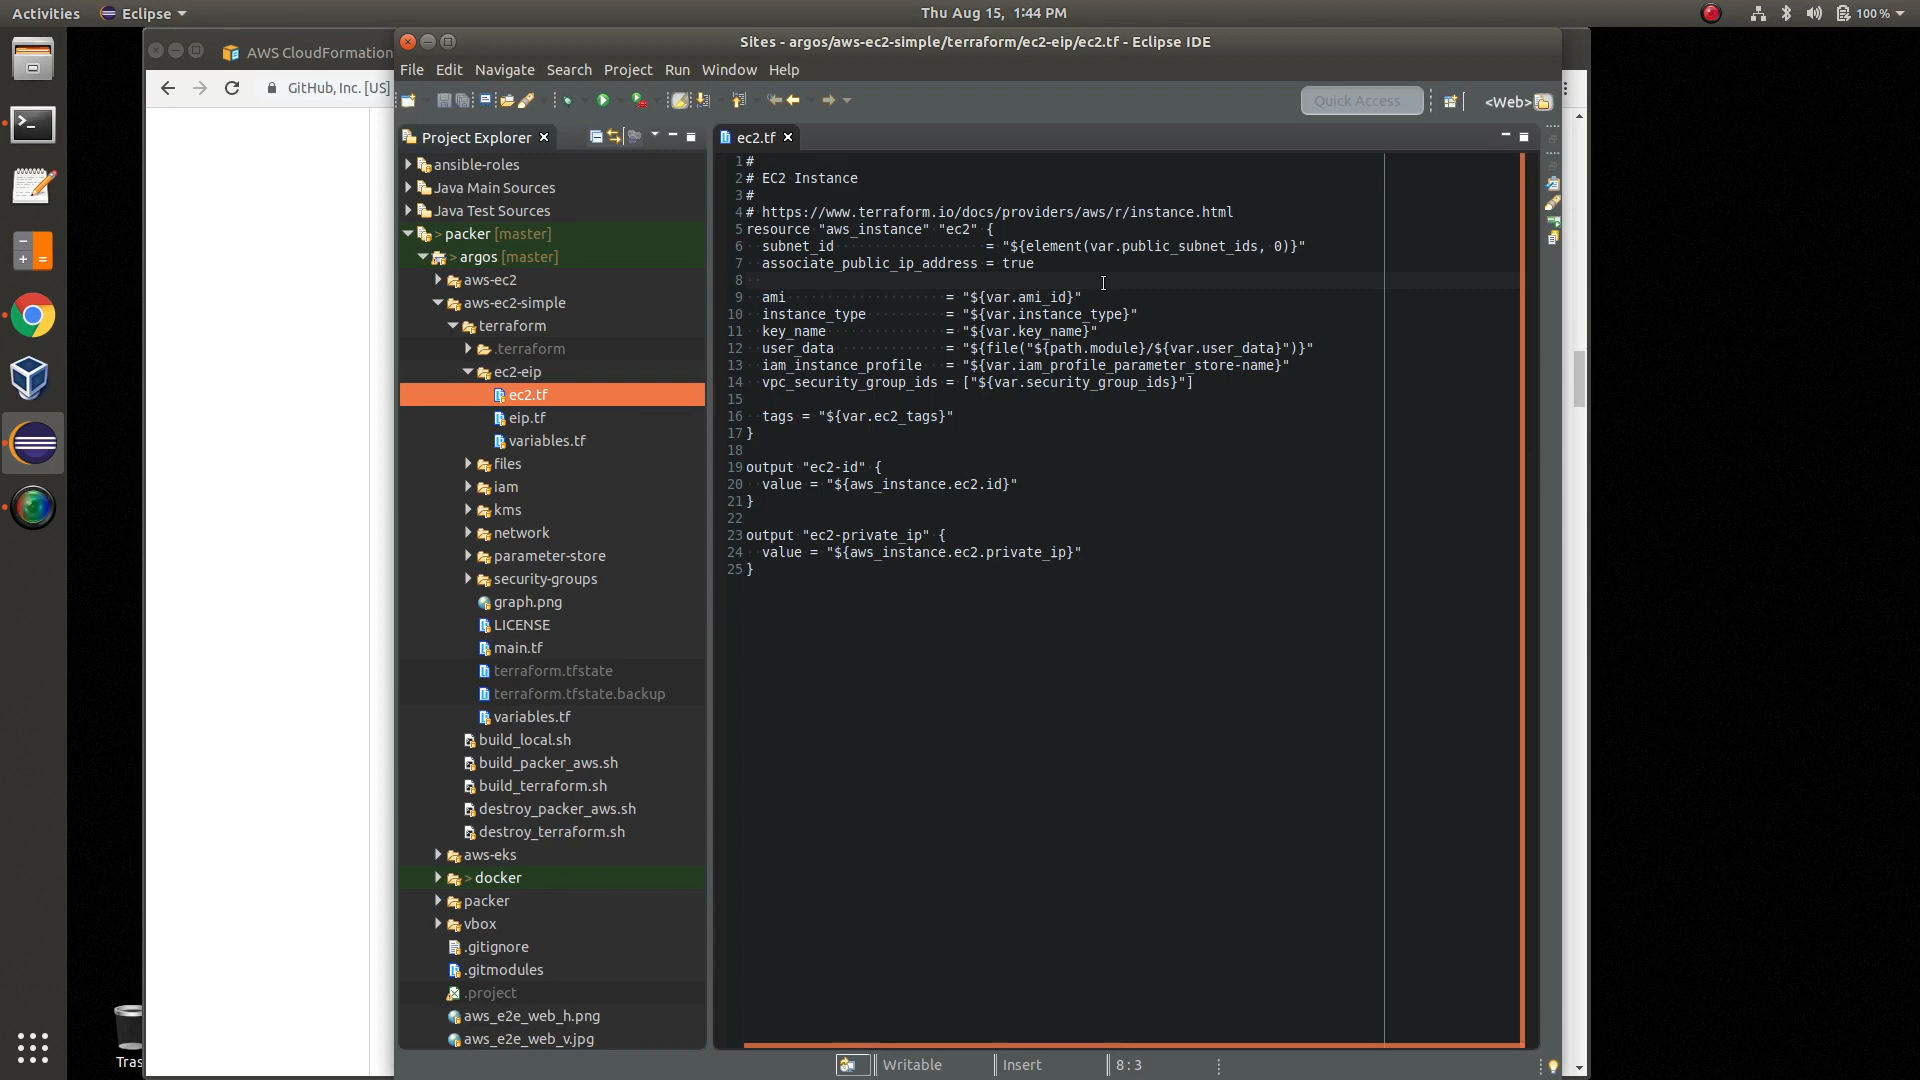 Activities
Eclipse
Thu Aug 15, 1:44 PM
100 %
AWS CloudFormation
GitHub, Inc. [US]
Sites - argos/aws-ec2-simple/terraform/ec2-eip/ec2.tf - Eclipse IDE
File Edit Navigate Search Project Run Window Help
Quick Access
<Web>
Project Explorer
ansible-roles
Java Main Sources
Java Test Sources
> packer [master]
> argos [master]
aws-ec2
aws-ec2-simple
terraform
.terraform
ec2-eip
ec2.tf
eip.tf
variables.tf
files
iam
kms
network
parameter-store
security-groups
graph.png
LICENSE
main.tf
terraform.tfstate
terraform.tfstate.backup
variables.tf
build_local.sh
build_packer_aws.sh
build_terraform.sh
destroy_packer_aws.sh
destroy_terraform.sh
aws-eks
> docker
packer
vbox
.gitignore
.gitmodules
.project
aws_e2e_web_h.png
aws_e2e_web_v.jpg
ec2.tf
1 #
2 # EC2 Instance
3 #
4 # https://www.terraform.io/docs/providers/aws/r/instance.html
5 resource "aws_instance" "ec2" {
6   subnet_id                   = "${element(var.public_subnet_ids, 0)}"
7   associate_public_ip_address = true
8
9   ami                    = "${var.ami_id}"
10   instance_type          = "${var.instance_type}"
11   key_name               = "${var.key_name}"
12   user_data              = "${file("${path.module}/${var.user_data}")}"
13   iam_instance_profile   = "${var.iam_profile_parameter_store-name}"
14   vpc_security_group_ids = ["${var.security_group_ids}"]
15
16   tags = "${var.ec2_tags}"
17 }
18
19 output "ec2-id" {
20   value = "${aws_instance.ec2.id}"
21 }
22
23 output "ec2-private_ip" {
24   value = "${aws_instance.ec2.private_ip}"
25 }
Writable
Insert
8 : 3
Tras